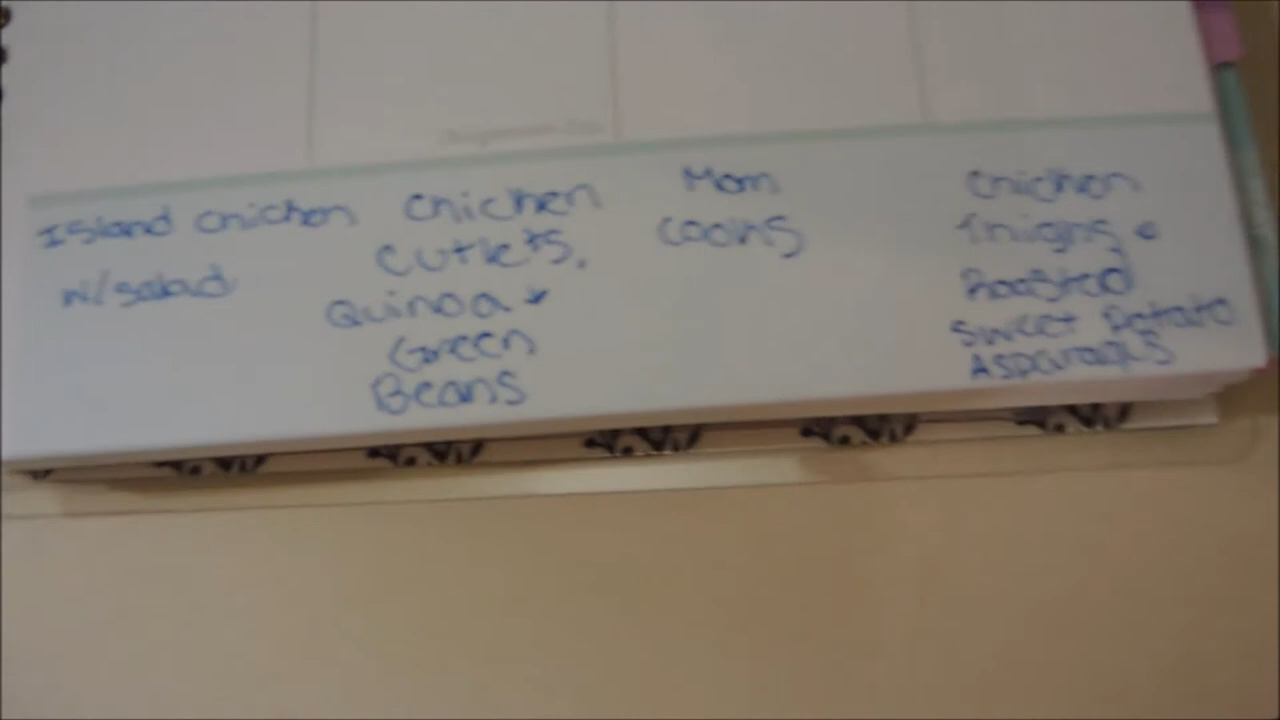 Island Chicken
w/salad
Chicken
Cutlets,
Quinoa +
Green
Beans
Mom
cooks
Chicken
Thighs
Roasted
Sweet Potato
Asparagus